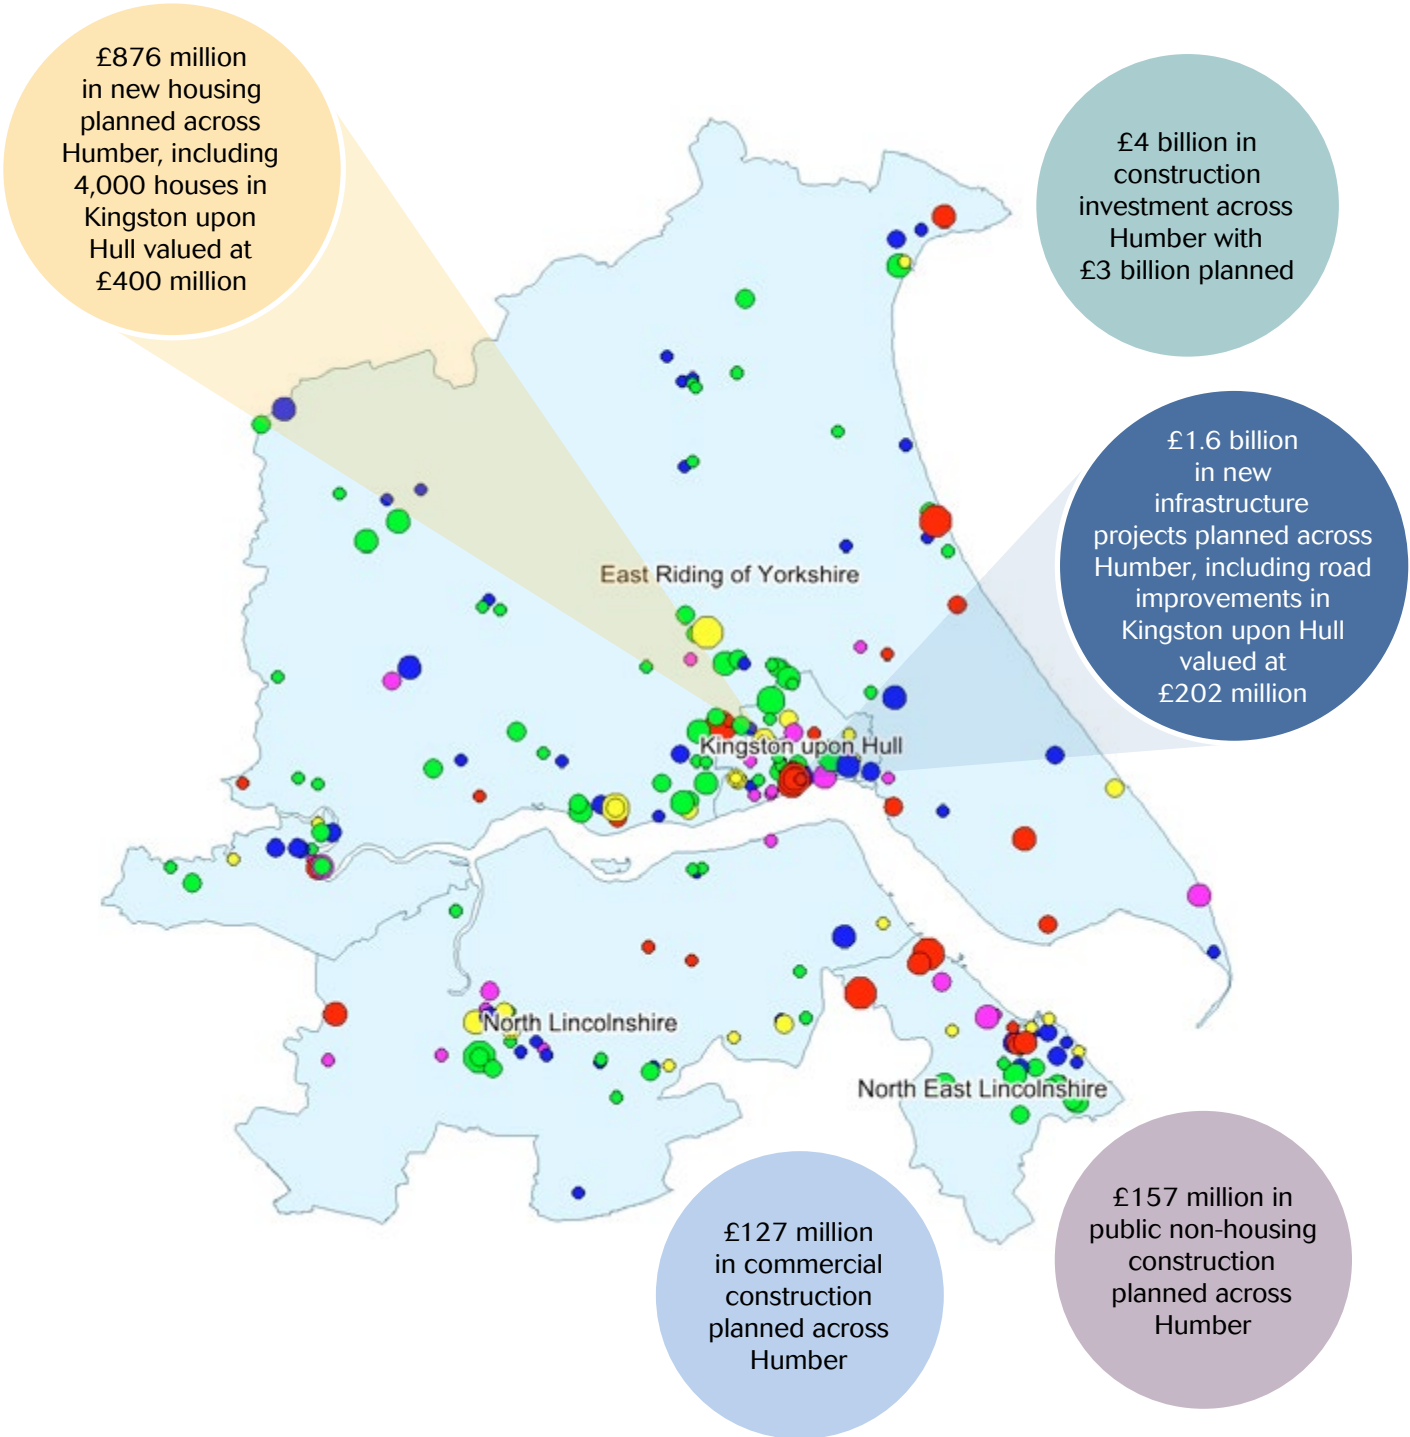 £876 million
in new housing
planned across
Humber, including
4,000 houses in
Kingston upon
Hull valued at
£400 million
£4 billion in
construction
investment across
Humber with
£3 billion planned
£1.6 billion
in new
infrastructure
projects planned across
Humber, including road
improvements in
Kingston upon Hull
valued at
£202 million
East Riding of Yorkshire
Kingston upon Hull
North Lincolnshire
North East Lincolnshire
£127 million
in commercial
construction
planned across
Humber
£157 million in
public non-housing
construction
planned across
Humber